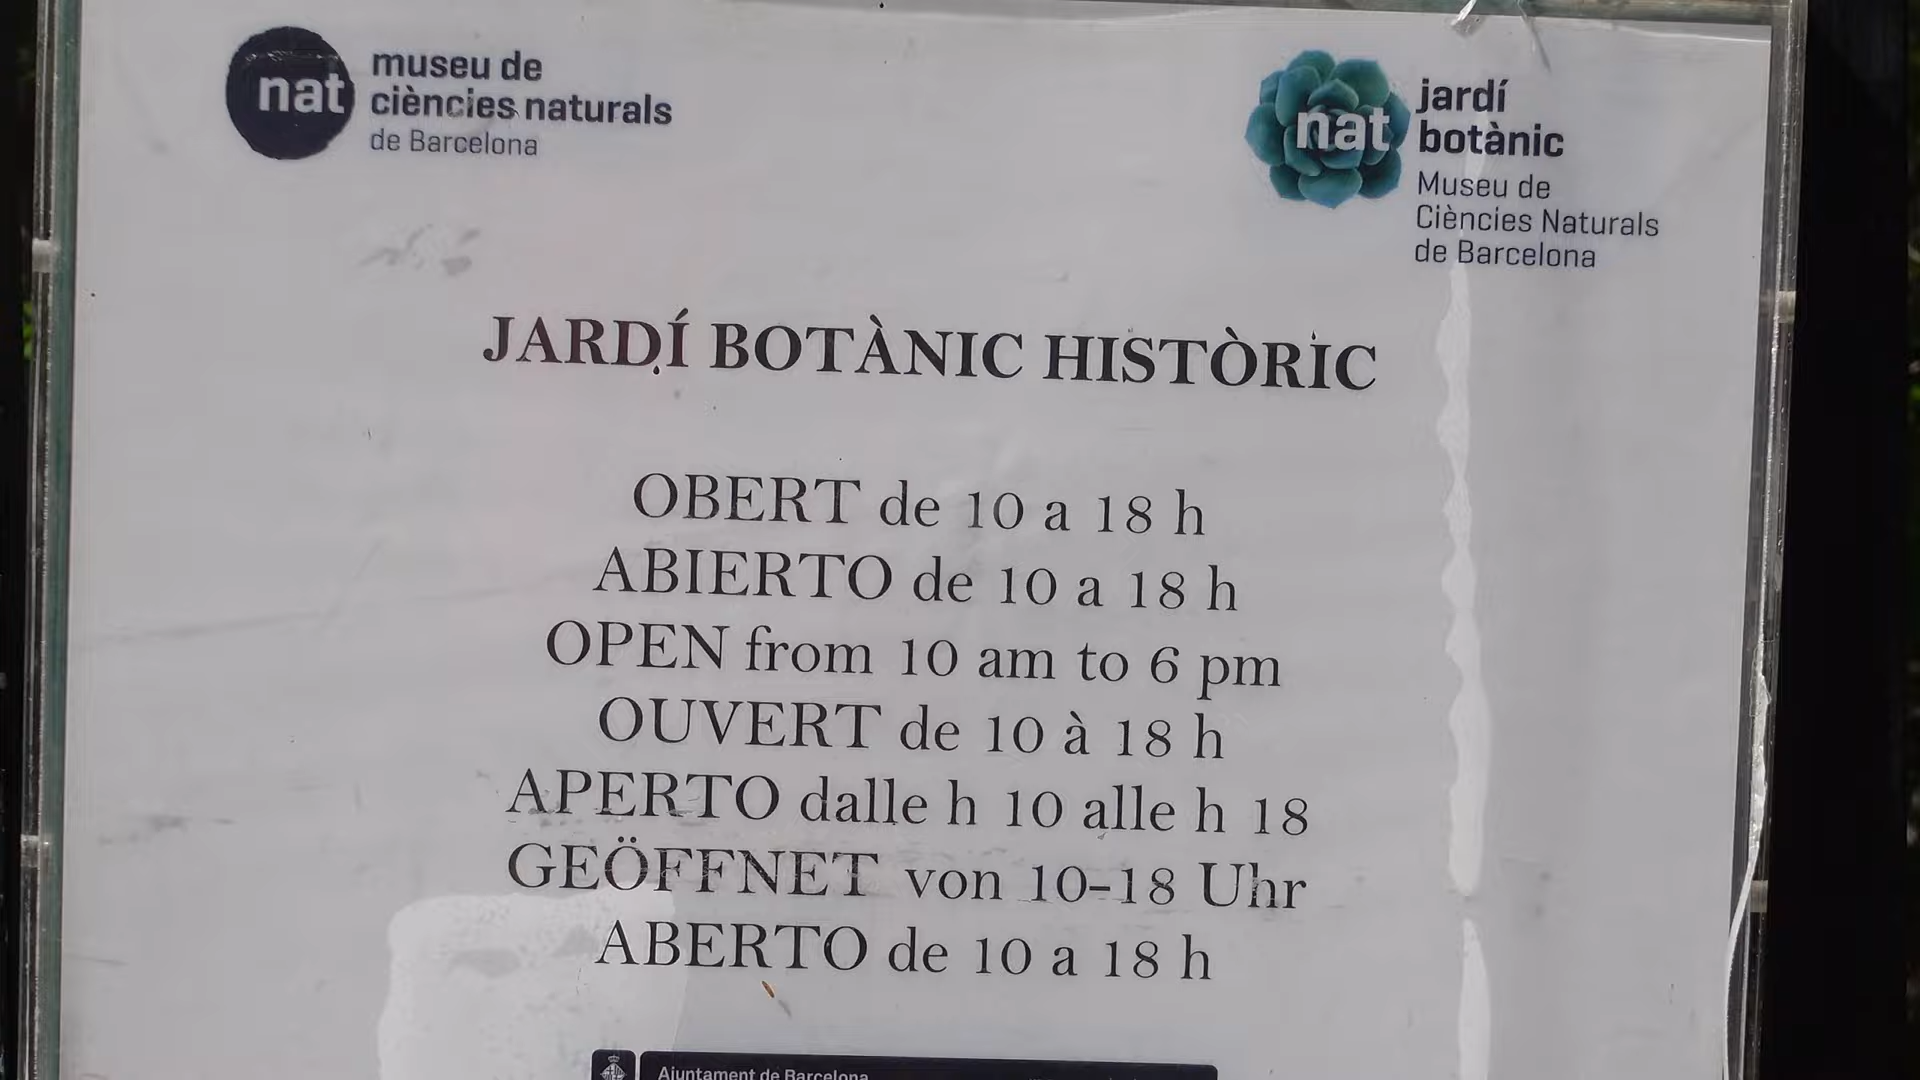 nat
museu de
ciències naturals
de Barcelona
nat
jardí
botànic
Museu de
Ciències Naturals
de Barcelona
JARDÍ BOTÀNIC HISTÒRIC
OBERT de 10 a 18 h
ABIERTO de 10 a 18 h
OPEN from 10 am to 6 pm
OUVERT de 10 à 18 h
APERTO dalle h 10 alle h 18
GEÖFFNET von 10-18 Uhr
ABERTO de 10 a 18 h
Ajuntament de Barcelona